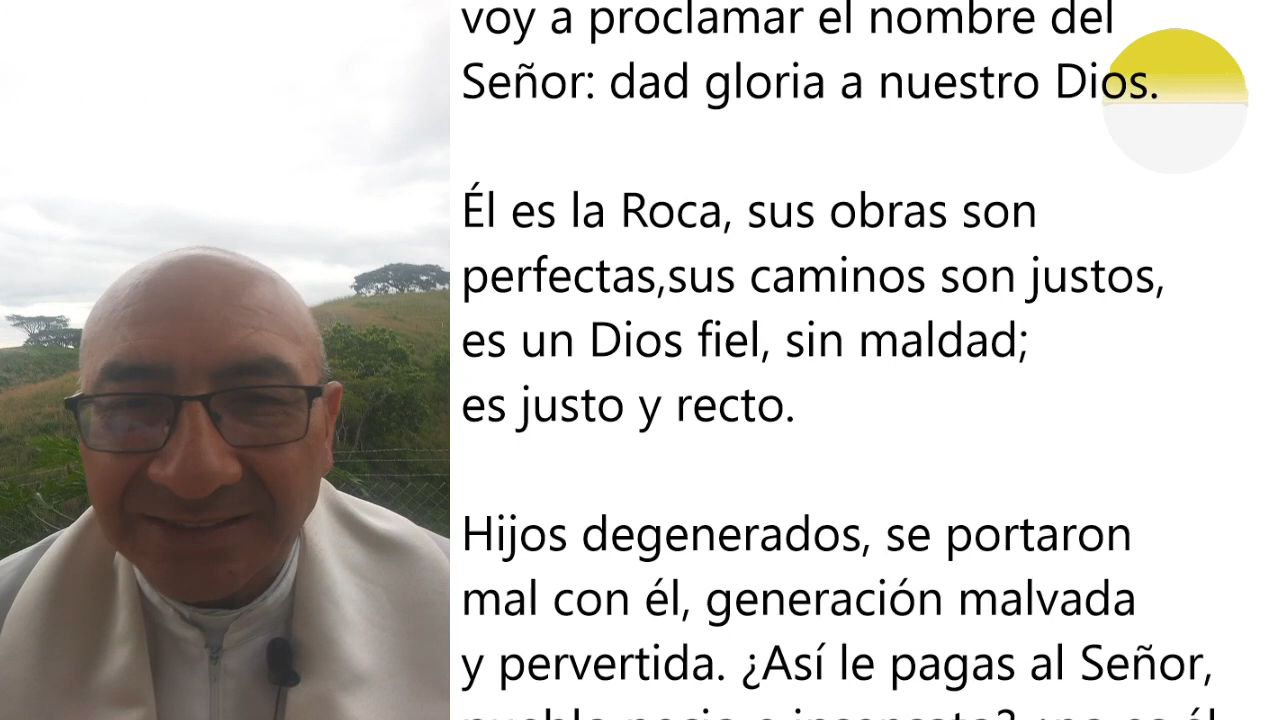 voy a proclamar el nombre del
Señor: dad gloria a nuestro Dios.
Él es la Roca, sus obras son
perfectas,sus caminos son justos,
es un Dios fiel, sin maldad;
es justo y recto.
Hijos degenerados, se portaron
mal con él, generación malvada
y pervertida. ¿Así le pagas al Señor,